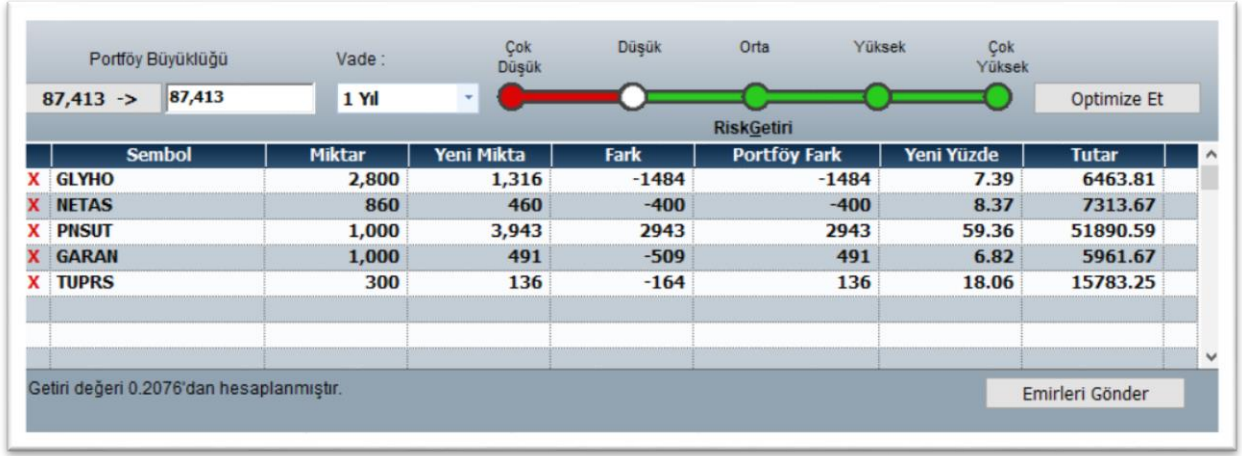 Portföy Büyüklüğü Vade : Çok Düşük Düşük Orta Yüksek Çok Yüksek
87,413 -> 87,413 1 Yıl Optimize Et
RiskGetiri
Sembol Miktar Yeni Mikta Fark Portföy Fark Yeni Yüzde Tutar
X GLYHO 2,800 1,316 -1484 -1484 7.39 6463.81
X NETAS 860 460 -400 -400 8.37 7313.67
X PNSUT 1,000 3,943 2943 2943 59.36 51890.59
X GARAN 1,000 491 -509 491 6.82 5961.67
X TUPRS 300 136 -164 136 18.06 15783.25
Getiri değeri 0.2076'dan hesaplanmıştır.
Emirleri Gönder